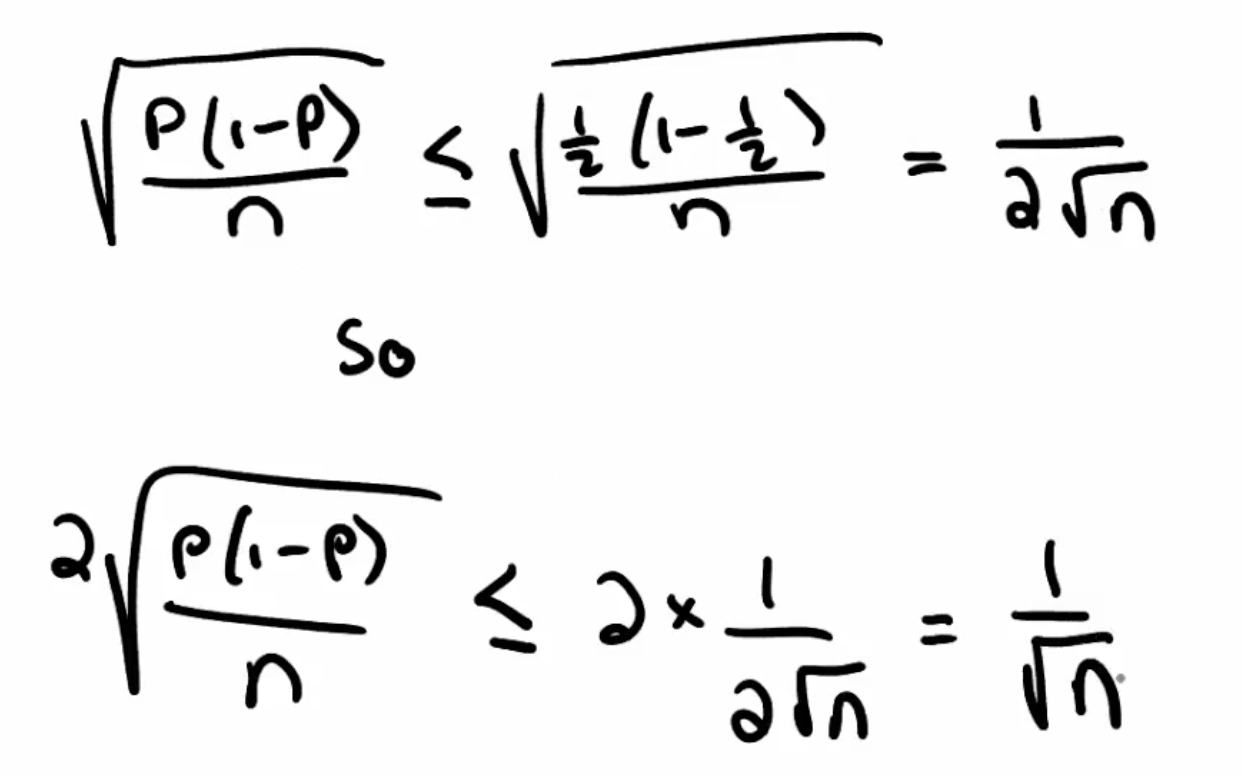 √(P(1-P)/n) ≤ √(½(1-½)/n) = 1/(2√n)
So
2√(P(1-P)/n) ≤ 2 × 1/(2√n) = 1/√n